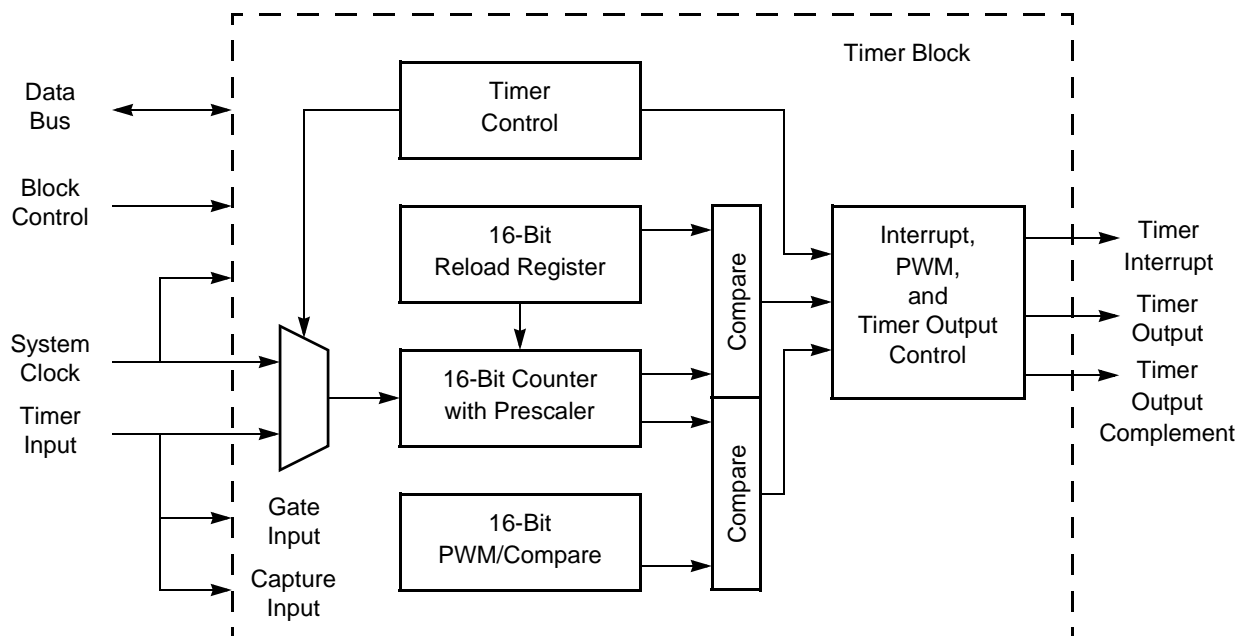 Timer Block
Data
Bus
Timer
Control
Block
Control
16-Bit
Reload Register
Compare
Interrupt,
PWM,
and
Timer Output
Control
Timer
Interrupt
Timer
Output
Timer
Output
Complement
System
Clock
16-Bit Counter
with Prescaler
Timer
Input
Compare
Gate
Input
16-Bit
PWM/Compare
Capture
Input